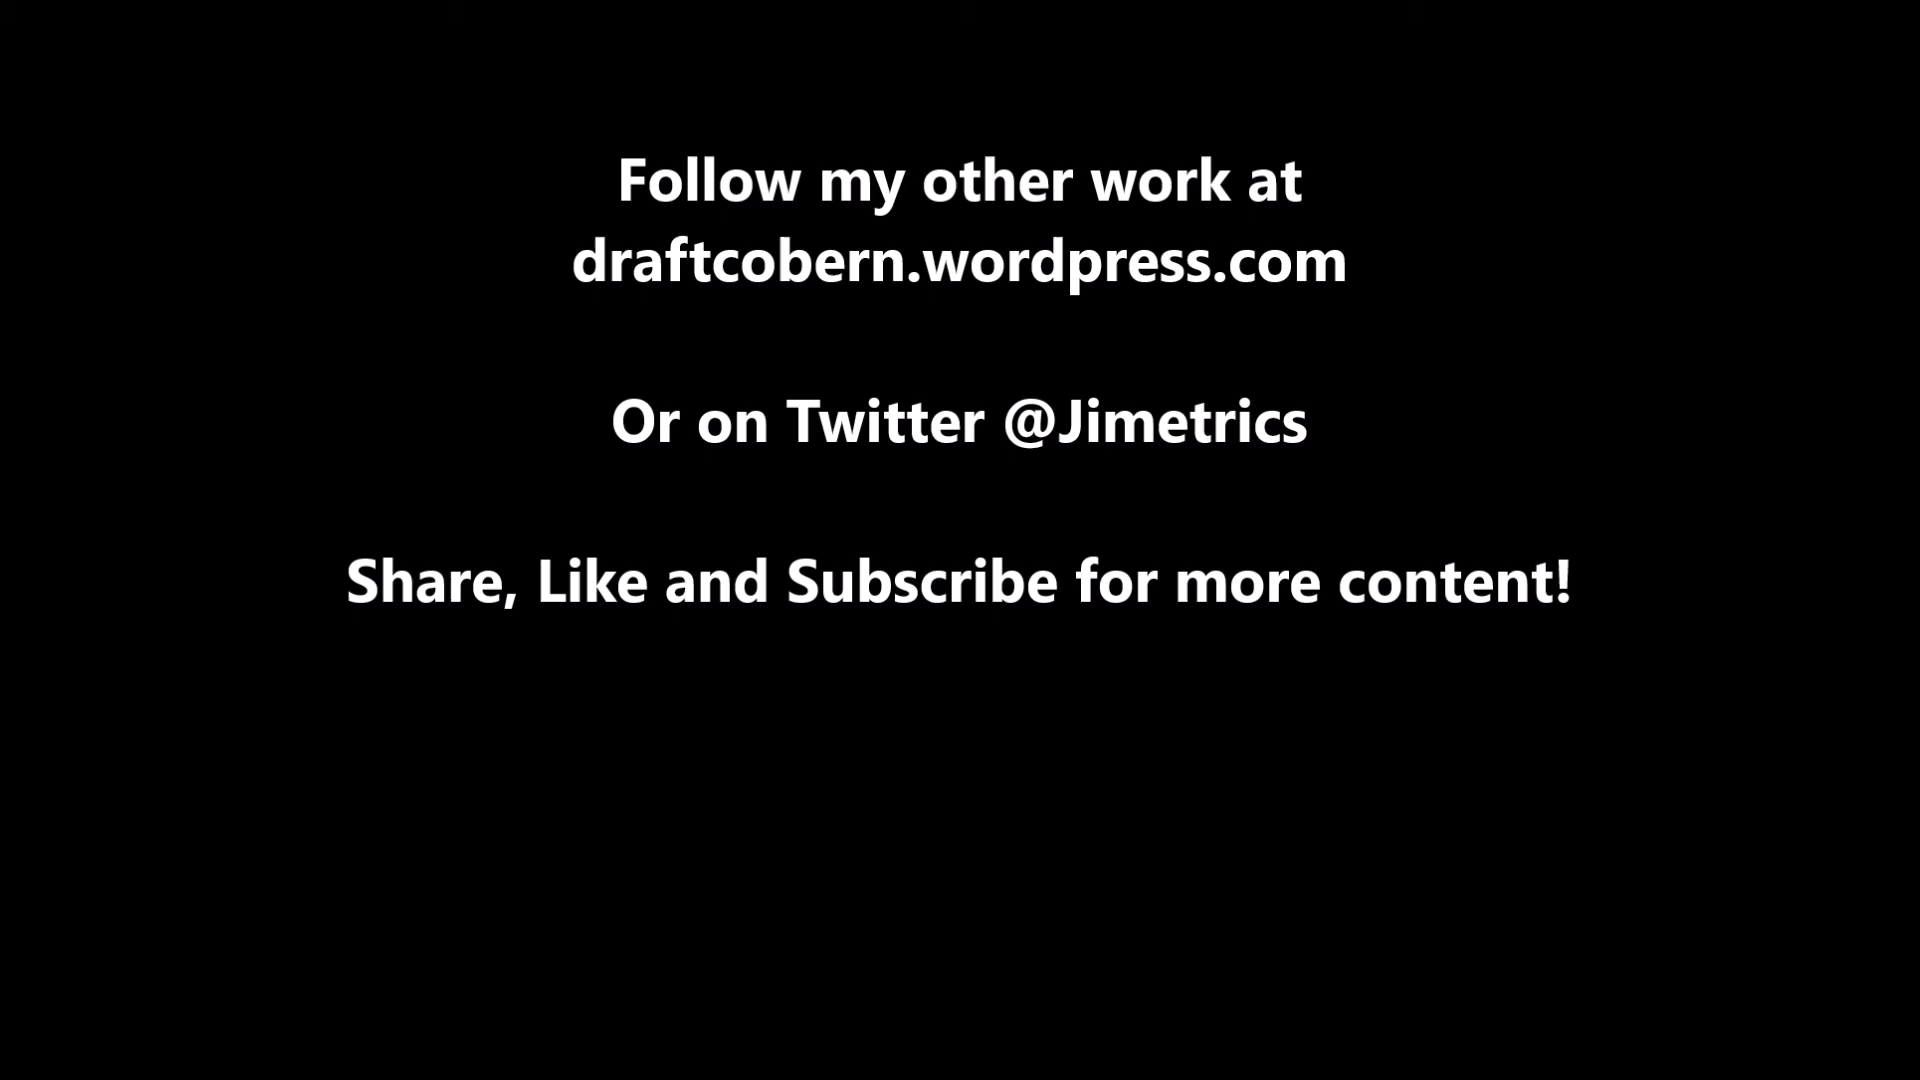 Follow my other work at
draftcobern.wordpress.com
Or on Twitter @Jimetrics
Share, Like and Subscribe for more content!